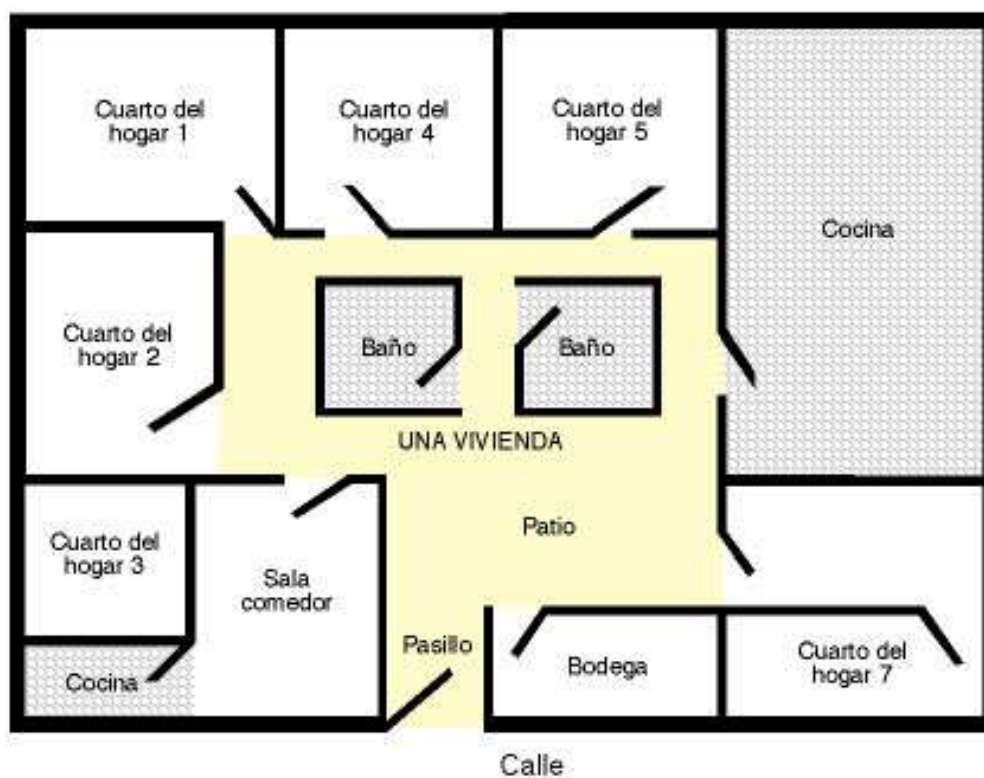 Cuarto del
hogar 1
Cuarto del
hogar 4
Cuarto del
hogar 5
Cocina
Cuarto del
hogar 2
Baño
Baño
UNA VIVIENDA
Cuarto del
hogar 3
Sala
comedor
Patio
Cocina
Pasillo
Bodega
Cuarto del
hogar 7
Calle